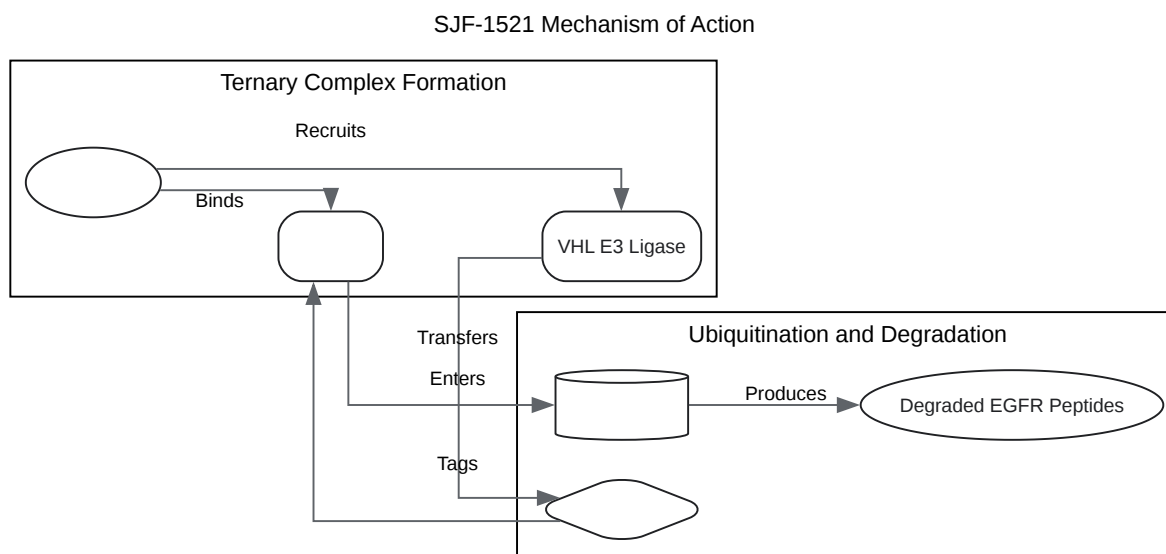 SJF-1521 Mechanism of Action
Ternary Complex Formation
Recruits
Binds
VHL E3 Ligase
Transfers
Ubiquitination and Degradation
Enters
Produces
Degraded EGFR Peptides
Tags